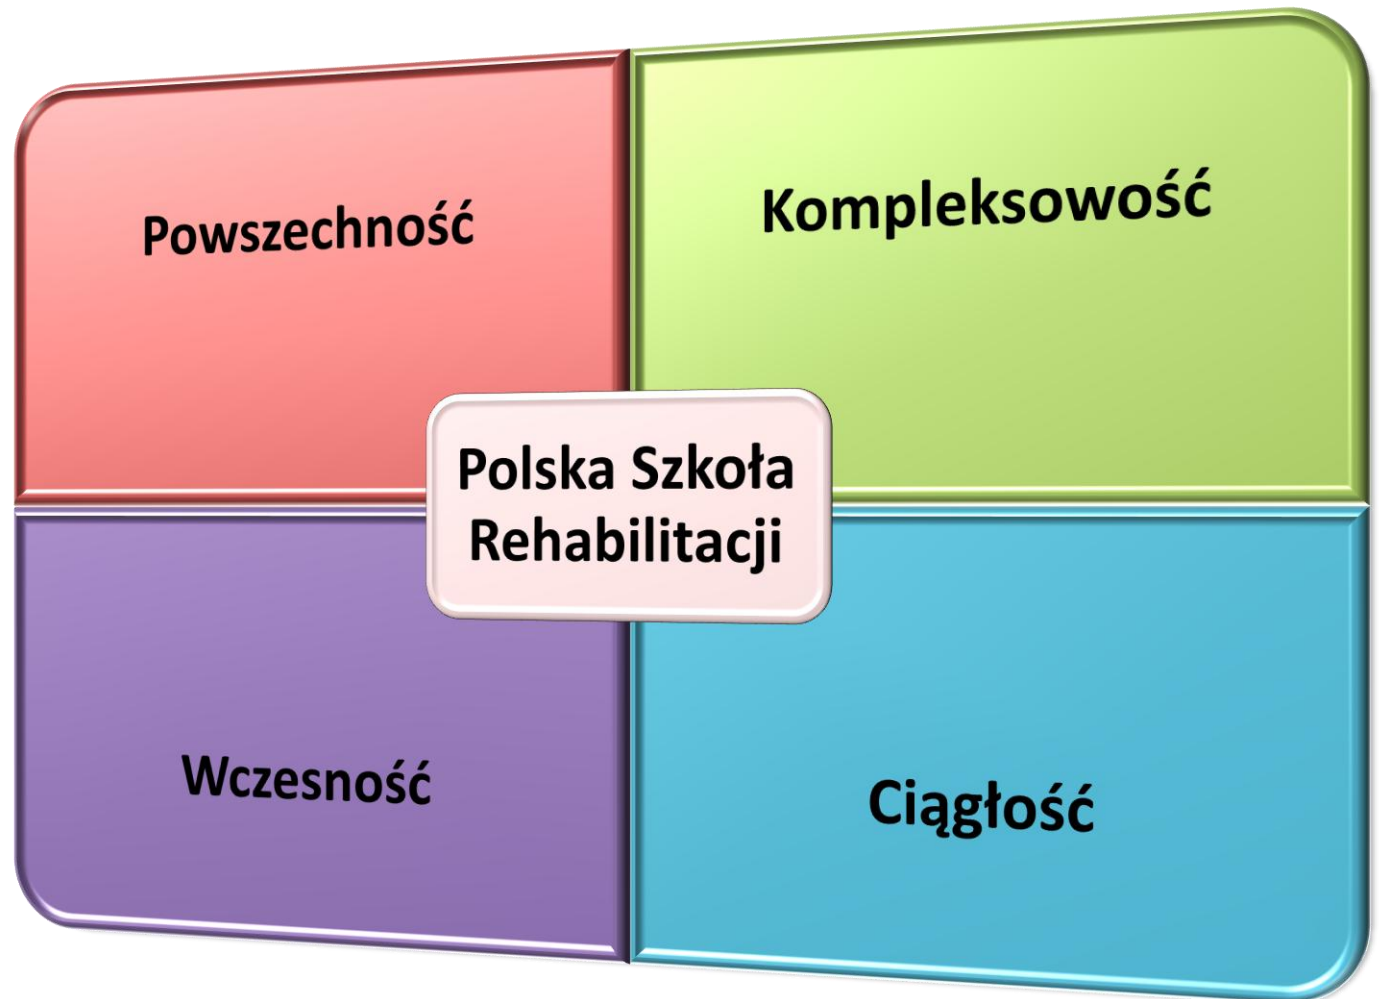 Powszechność
Kompleksowość
Polska Szkoła
Rehabilitacji
Wczesność
Ciągłość